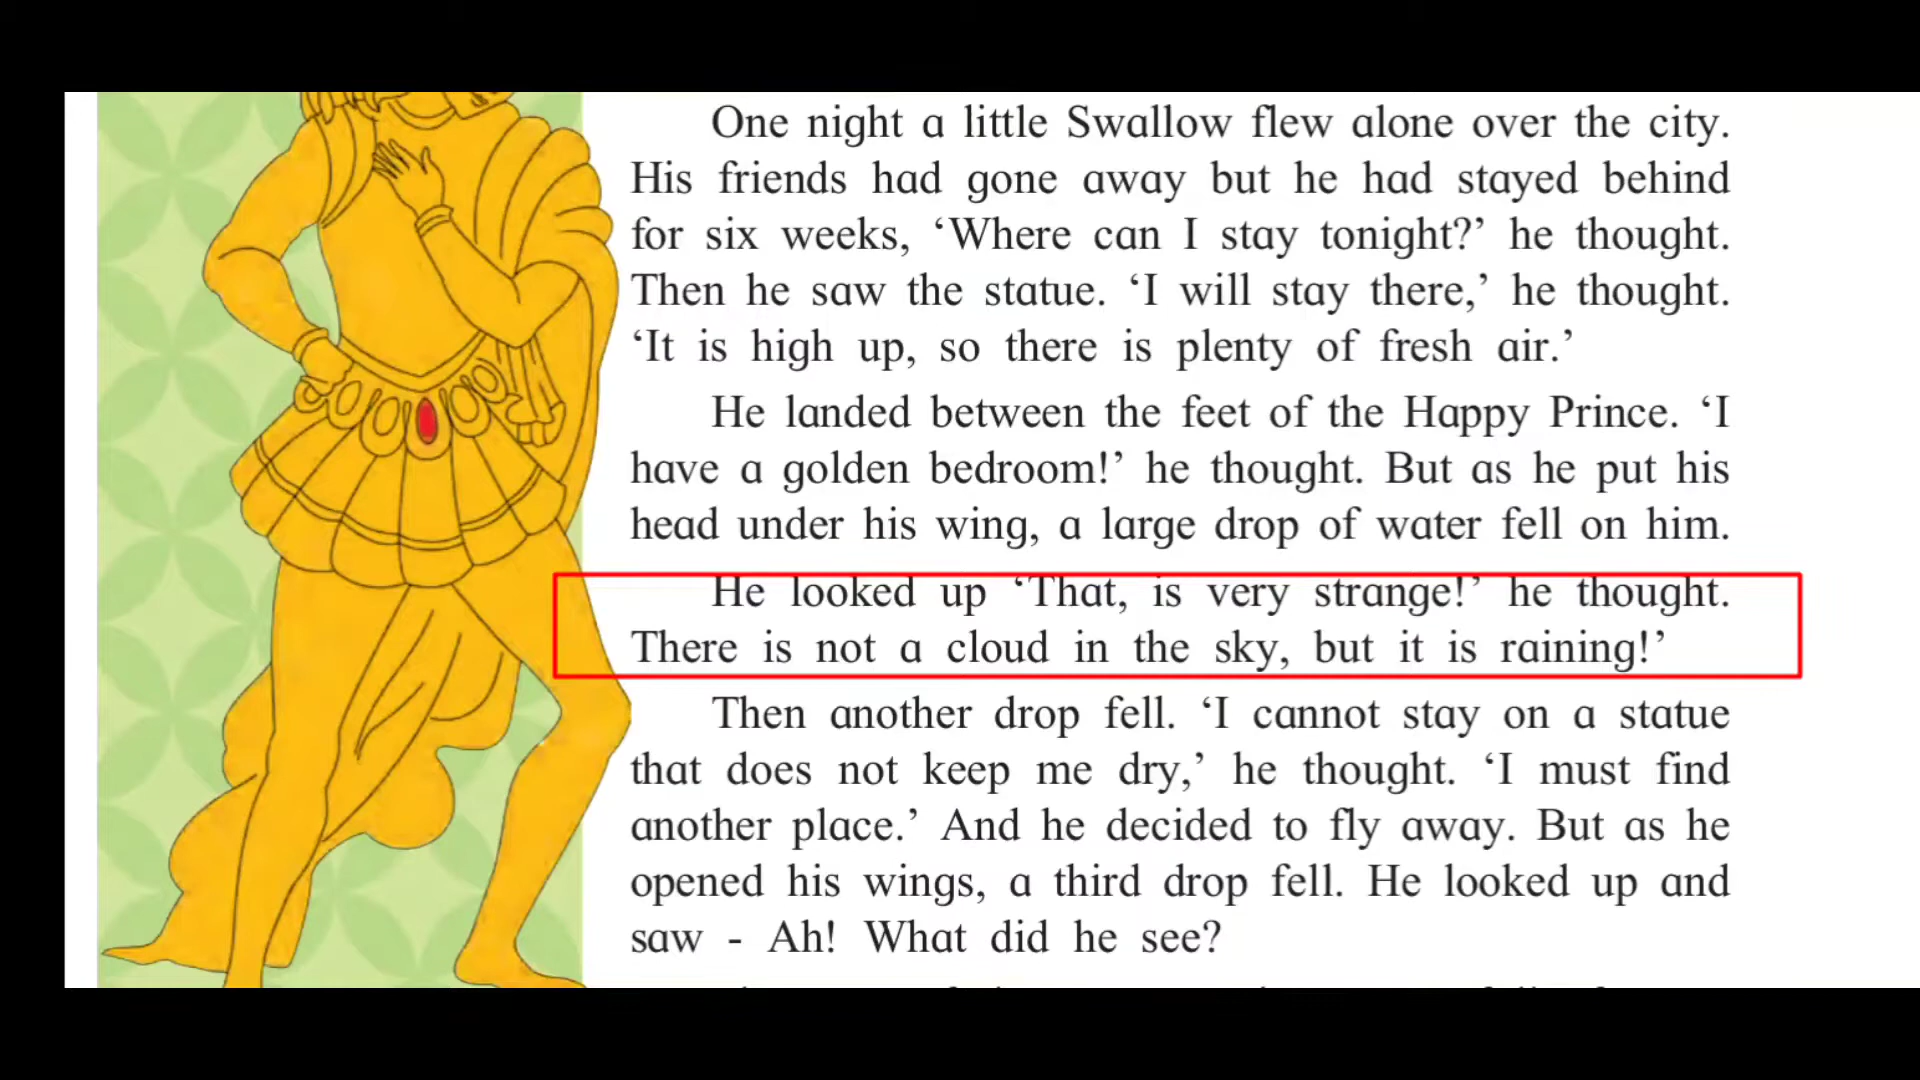 One night a little Swallow flew alone over the city.
His friends had gone away but he had stayed behind
for six weeks, ‘Where can I stay tonight?’ he thought.
Then he saw the statue. ‘I will stay there,’ he thought.
‘It is high up, so there is plenty of fresh air.’
He landed between the feet of the Happy Prince. ‘I
have a golden bedroom!’ he thought. But as he put his
head under his wing, a large drop of water fell on him.
He looked up ‘That, is very strange!’ he thought.
There is not a cloud in the sky, but it is raining!’
Then another drop fell. ‘I cannot stay on a statue
that does not keep me dry,’ he thought. ‘I must find
another place.’ And he decided to fly away. But as he
opened his wings, a third drop fell. He looked up and
saw - Ah! What did he see?